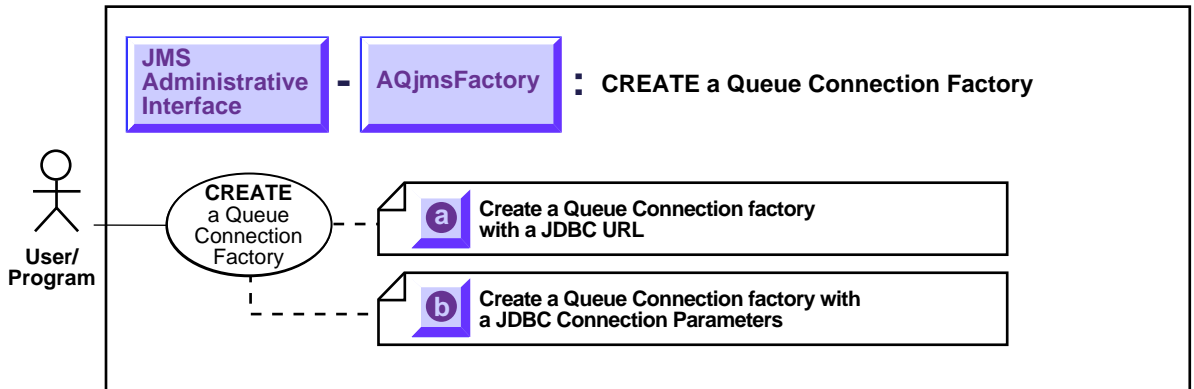 JMS
Administrative
Interface
- AQjmsFactory : CREATE a Queue Connection Factory
CREATE
a Queue
Connection
Factory
User/
Program
a
Create a Queue Connection factory
with a JDBC URL
b
Create a Queue Connection factory with
a JDBC Connection Parameters